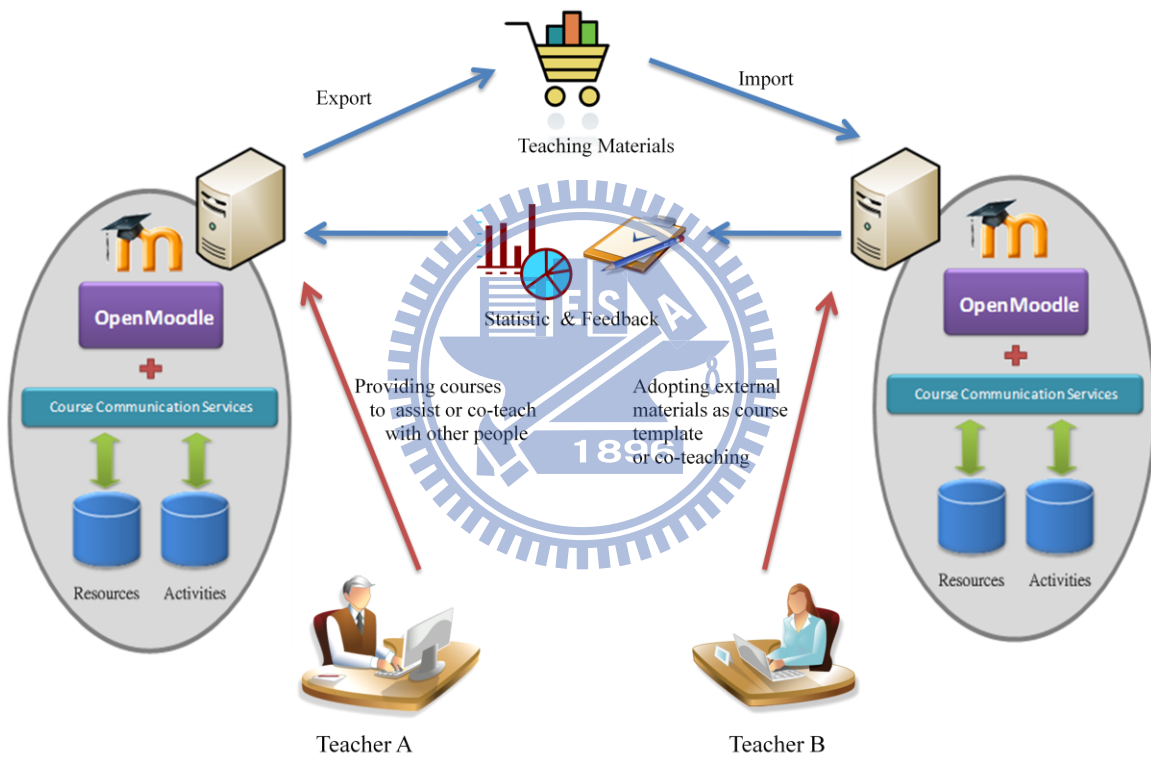 Export
Import
Teaching Materials
OpenMoodle
Course Communication Services
Resources Activities
Statistic & Feedback
ES A
1896
Providing courses
to assist or co-teach
with other people
Adopting external
materials as course
template
or co-teaching
OpenMoodle
Course Communication Services
Resources Activities
Teacher A
Teacher B